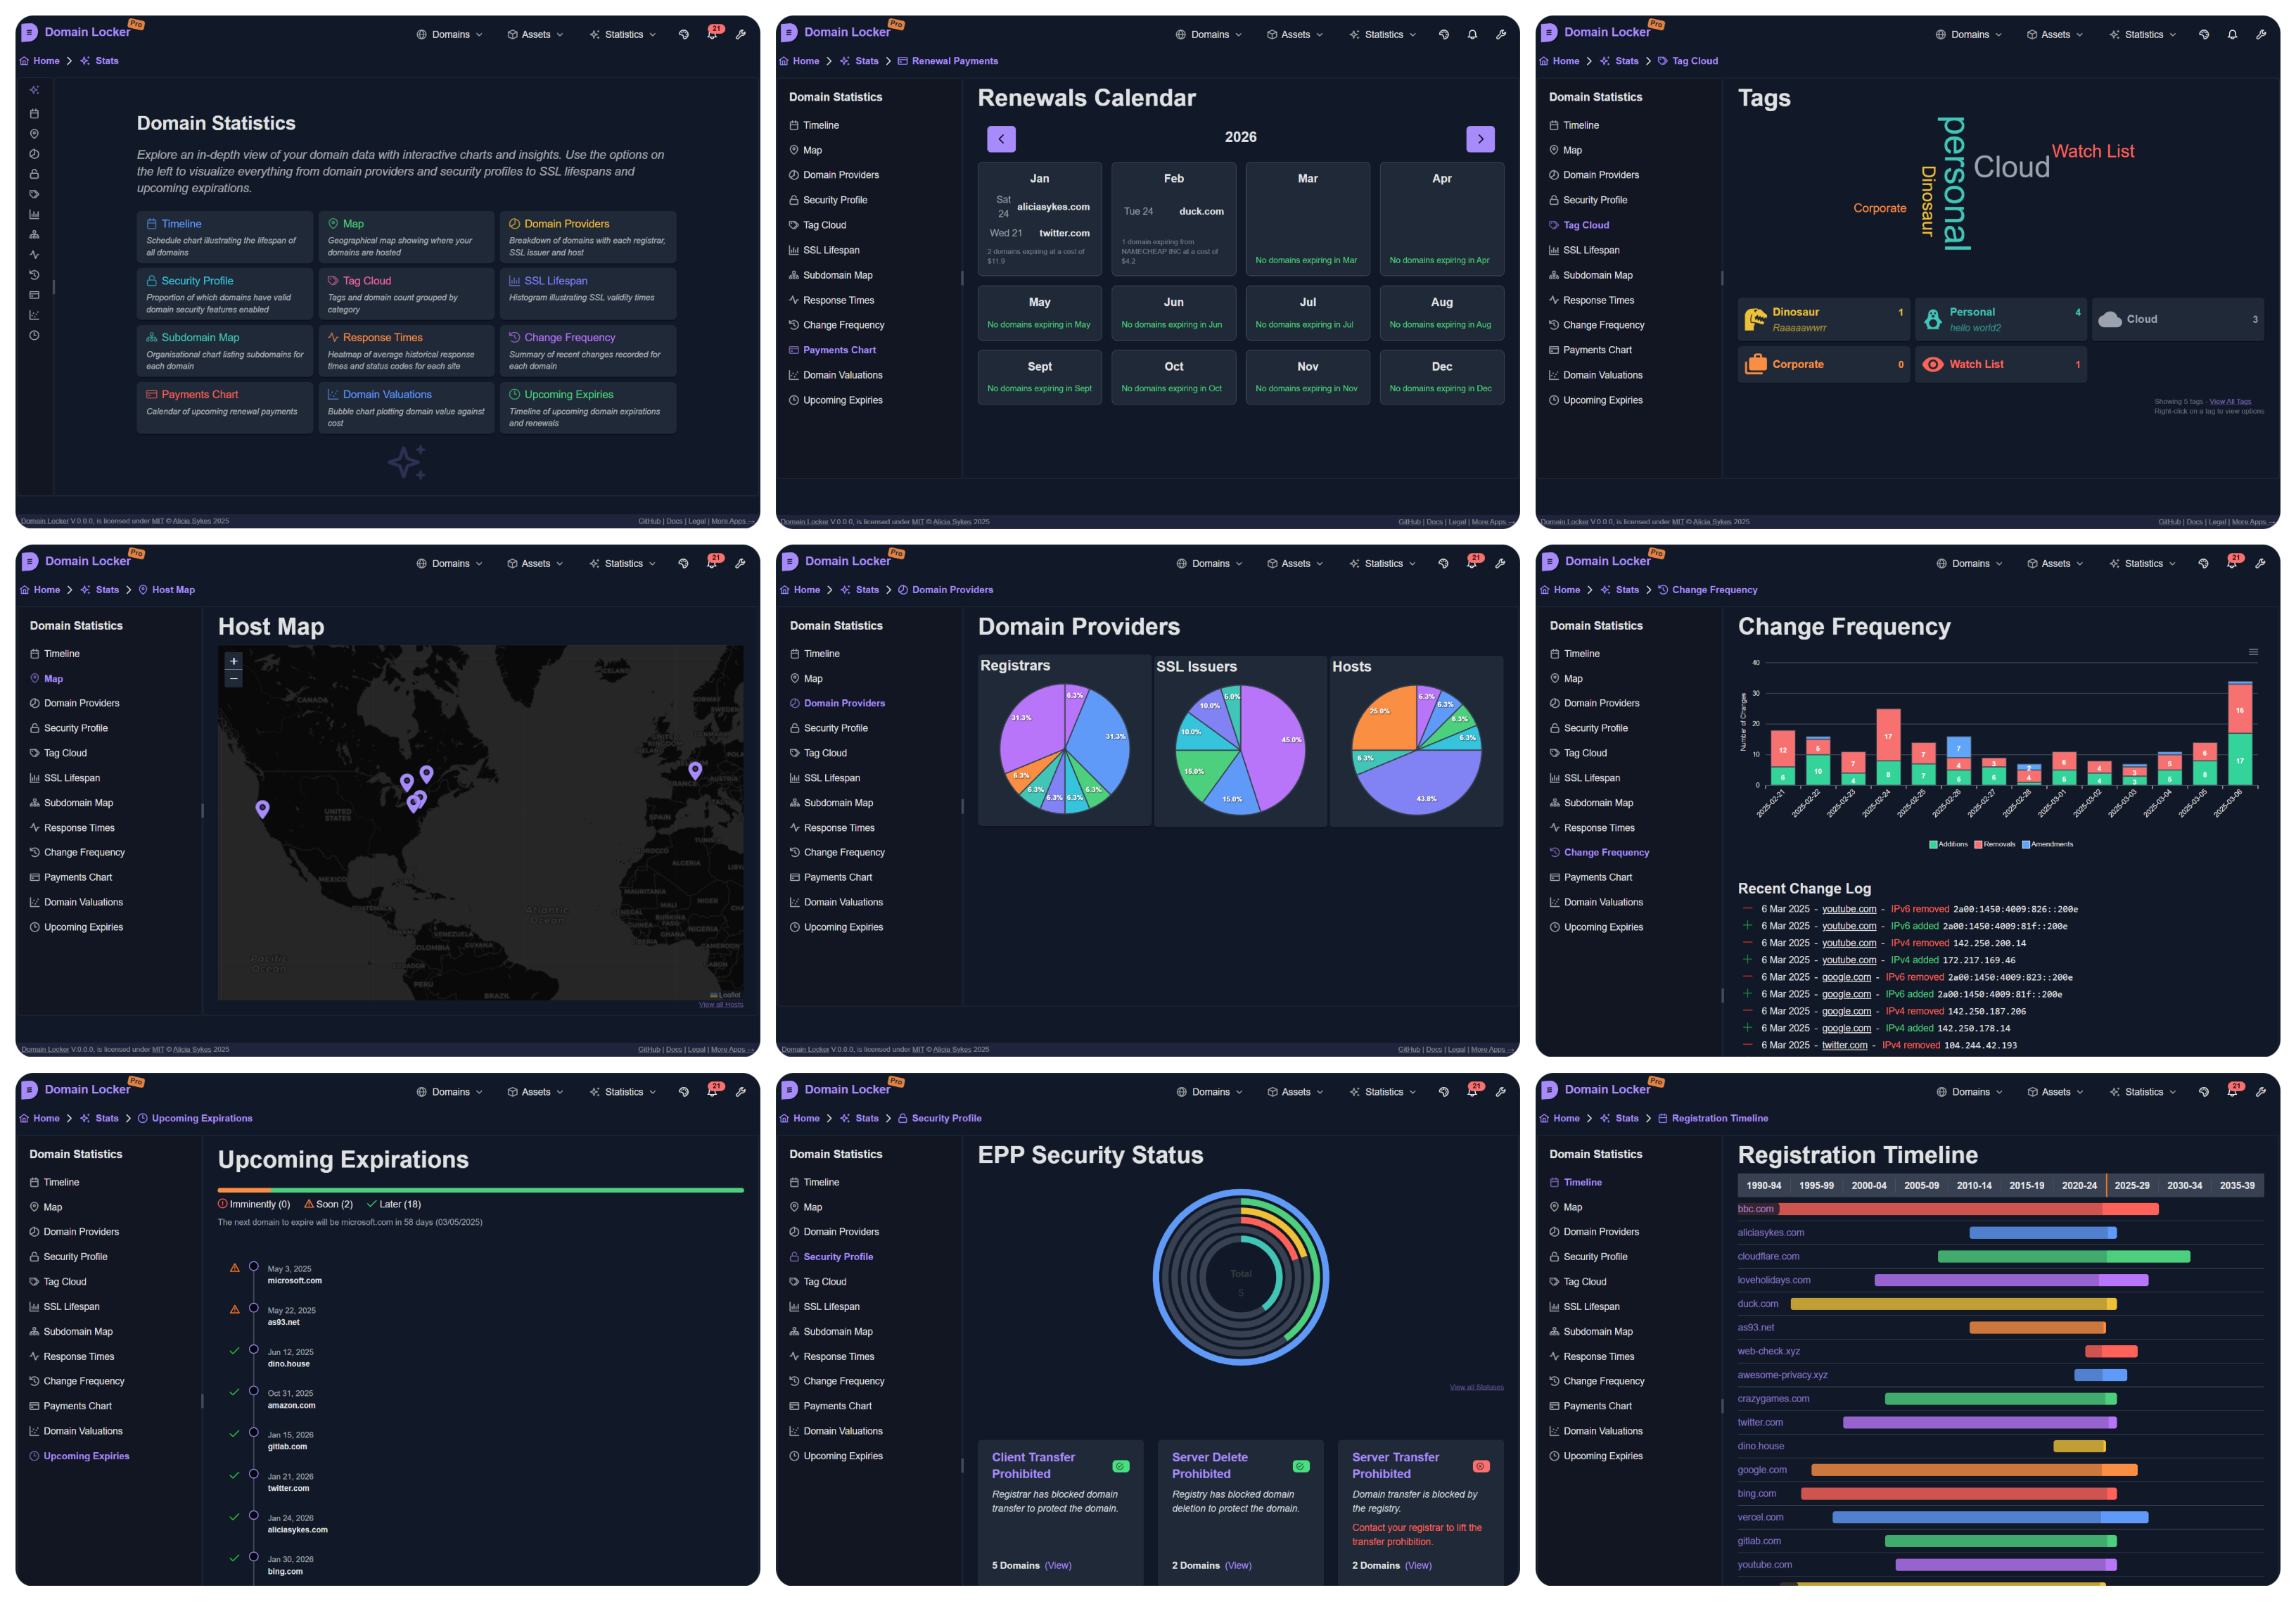 Domain Locker Pro
Domains
Assets
Statistics
21
Home > Stats
Domain Statistics
Explore an in-depth view of your domain data with interactive charts and insights. Use the options on
the left to visualize everything from domain providers and security profiles to SSL lifespans and
upcoming expirations.
Timeline
Schedule chart illustrating the lifespan of
all domains
Map
Geographical map showing where your
domains are hosted
Domain Providers
Breakdown of domains with each registrar,
SSL issuer and host
Security Profile
Proportion of which domains have valid
domain security features enabled
Tag Cloud
Tags and domain count grouped by
category
SSL Lifespan
Histogram illustrating SSL validity times
Subdomain Map
Organisational chart listing subdomains for
each domain
Response Times
Heatmap of average historical response
times and status codes for each site
Change Frequency
Summary of recent changes recorded for
each domain
Payments Chart
Calendar of upcoming renewal payments
Domain Valuations
Bubble chart plotting domain value against
cost
Upcoming Expiries
Timeline of upcoming domain expirations
and renewals
Domain Locker V.0.0.0, is licensed under MIT © Alicia Sykes 2025
GitHub | Docs | Legal | More Apps →
Domain Locker Pro
Domains
Assets
Statistics
Home > Stats > Renewal Payments
Domain Statistics
Timeline
Map
Domain Providers
Security Profile
Tag Cloud
SSL Lifespan
Subdomain Map
Response Times
Change Frequency
Payments Chart
Domain Valuations
Upcoming Expiries
Renewals Calendar
2026
Jan
Sat 24 aliciasykes.com
Wed 21 twitter.com
2 domains expiring at a cost of
$11.9
Feb
Tue 24 duck.com
1 domain expiring from
NAMECHEAP INC at a cost of
$4.2
Mar
No domains expiring in Mar
Apr
No domains expiring in Apr
May
No domains expiring in May
Jun
No domains expiring in Jun
Jul
No domains expiring in Jul
Aug
No domains expiring in Aug
Sept
No domains expiring in Sept
Oct
No domains expiring in Oct
Nov
No domains expiring in Nov
Dec
No domains expiring in Dec
Domain Locker V.0.0.0, is licensed under MIT © Alicia Sykes 2025
GitHub | Docs | Legal | More Apps →
Domain Locker Pro
Domains
Assets
Statistics
Home > Stats > Tag Cloud
Domain Statistics
Timeline
Map
Domain Providers
Security Profile
Tag Cloud
SSL Lifespan
Subdomain Map
Response Times
Change Frequency
Payments Chart
Domain Valuations
Upcoming Expiries
Tags
Corporate
Dinosaur
personal
Cloud
Watch List
Dinosaur 1
Raaaaawwrr
Personal 4
hello world2
Cloud 3
Corporate 0
Watch List 1
Showing 5 tags - View All Tags
Right-click on a tag to view options
Domain Locker V.0.0.0, is licensed under MIT © Alicia Sykes 2025
GitHub | Docs | Legal | More Apps →
Domain Locker Pro
Domains
Assets
Statistics
21
Home > Stats > Host Map
Domain Statistics
Timeline
Map
Domain Providers
Security Profile
Tag Cloud
SSL Lifespan
Subdomain Map
Response Times
Change Frequency
Payments Chart
Domain Valuations
Upcoming Expiries
Host Map
+
−
CANADA
UNITED
STATES
MEXICO
Atlantic
Ocean
Pacific
Ocean
VENEZUELA
PERU
BRAZIL
SPAIN
ALGERIA
MAURITANIA
MALI
NIGER
NIGERIA
Leaflet
View all Hosts
Domain Locker V.0.0.0, is licensed under MIT © Alicia Sykes 2025
GitHub | Docs | Legal | More Apps →
Domain Locker Pro
Domains
Assets
Statistics
21
Home > Stats > Domain Providers
Domain Statistics
Timeline
Map
Domain Providers
Security Profile
Tag Cloud
SSL Lifespan
Subdomain Map
Response Times
Change Frequency
Payments Chart
Domain Valuations
Upcoming Expiries
Domain Providers
Registrars
6.3%
31.3%
6.3%
6.3%
6.3%
6.3%
6.3%
31.3%
SSL Issuers
45.0%
15.0%
15.0%
10.0%
10.0%
5.0%
Hosts
6.3%
6.3%
6.3%
6.3%
43.8%
6.3%
25.0%
Domain Locker V.0.0.0, is licensed under MIT © Alicia Sykes 2025
GitHub | Docs | Legal | More Apps →
Domain Locker Pro
Domains
Assets
Statistics
21
Home > Stats > Change Frequency
Domain Statistics
Timeline
Map
Domain Providers
Security Profile
Tag Cloud
SSL Lifespan
Subdomain Map
Response Times
Change Frequency
Payments Chart
Domain Valuations
Upcoming Expiries
Change Frequency
Number of Changes
40
30
20
10
0
12 6
5 10
7 4
17 8
7 7
7 4 5
3 6
2 4
6 5
4 4
3 3
5 5
6 8
16 17
2025-02-21
2025-02-22
2025-02-23
2025-02-24
2025-02-25
2025-02-26
2025-02-27
2025-02-28
2025-03-01
2025-03-02
2025-03-03
2025-03-04
2025-03-05
2025-03-06
Additions Removals Amendments
Recent Change Log
6 Mar 2025 - youtube.com - IPv6 removed 2a00:1450:4009:826::200e
6 Mar 2025 - youtube.com - IPv6 added 2a00:1450:4009:81f::200e
6 Mar 2025 - youtube.com - IPv4 removed 142.250.200.14
6 Mar 2025 - youtube.com - IPv4 added 172.217.169.46
6 Mar 2025 - google.com - IPv6 removed 2a00:1450:4009:823::200e
6 Mar 2025 - google.com - IPv6 added 2a00:1450:4009:81f::200e
6 Mar 2025 - google.com - IPv4 removed 142.250.187.206
6 Mar 2025 - google.com - IPv4 added 142.250.178.14
6 Mar 2025 - twitter.com - IPv4 removed 104.244.42.193
Domain Locker Pro
Domains
Assets
Statistics
21
Home > Stats > Upcoming Expirations
Domain Statistics
Timeline
Map
Domain Providers
Security Profile
Tag Cloud
SSL Lifespan
Subdomain Map
Response Times
Change Frequency
Payments Chart
Domain Valuations
Upcoming Expiries
Upcoming Expirations
Imminently (0) Soon (2) Later (18)
The next domain to expire will be microsoft.com in 58 days (03/05/2025)
May 3, 2025
microsoft.com
May 22, 2025
as93.net
Jun 12, 2025
dino.house
Oct 31, 2025
amazon.com
Jan 15, 2026
gitlab.com
Jan 21, 2026
twitter.com
Jan 24, 2026
aliciasykes.com
Jan 30, 2026
bing.com
Domain Locker Pro
Domains
Assets
Statistics
21
Home > Stats > Security Profile
Domain Statistics
Timeline
Map
Domain Providers
Security Profile
Tag Cloud
SSL Lifespan
Subdomain Map
Response Times
Change Frequency
Payments Chart
Domain Valuations
Upcoming Expiries
EPP Security Status
Total
5
View all Statuses
Client Transfer
Prohibited
Registrar has blocked domain
transfer to protect the domain.
5 Domains (View)
Server Delete
Prohibited
Registry has blocked domain
deletion to protect the domain.
2 Domains (View)
Server Transfer
Prohibited
Domain transfer is blocked by
the registry.
Contact your registrar to lift the
transfer prohibition.
2 Domains (View)
Domain Locker Pro
Domains
Assets
Statistics
21
Home > Stats > Registration Timeline
Domain Statistics
Timeline
Map
Domain Providers
Security Profile
Tag Cloud
SSL Lifespan
Subdomain Map
Response Times
Change Frequency
Payments Chart
Domain Valuations
Upcoming Expiries
Registration Timeline
1990-94 1995-99 2000-04 2005-09 2010-14 2015-19 2020-24 2025-29 2030-34 2035-39
bbc.com
aliciasykes.com
cloudflare.com
loveholidays.com
duck.com
as93.net
web-check.xyz
awesome-privacy.xyz
crazygames.com
twitter.com
dino.house
google.com
bing.com
vercel.com
gitlab.com
youtube.com